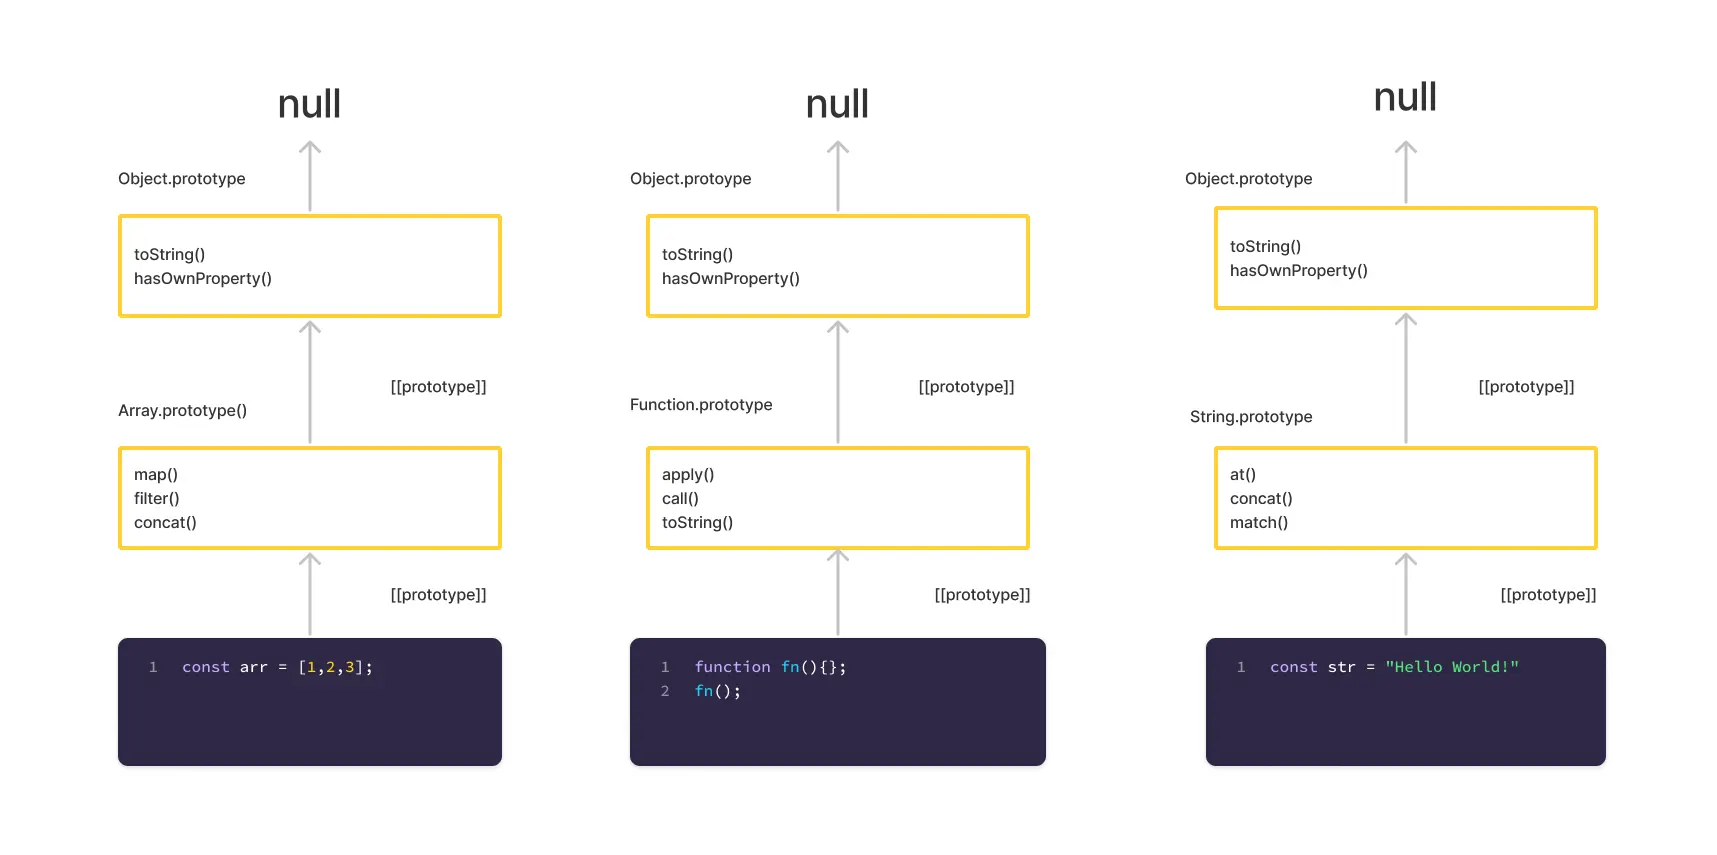 null
Object.prototype
toString()
hasOwnProperty()
[[prototype]]
Array.prototype()
map()
filter()
concat()
[[prototype]]
1 const arr = [1,2,3];
null
Object.protoype
toString()
hasOwnProperty()
[[prototype]]
Function.prototype
apply()
call()
toString()
[[prototype]]
1 function fn(){};
2 fn();
null
Object.prototype
toString()
hasOwnProperty()
[[prototype]]
String.prototype
at()
concat()
match()
[[prototype]]
1 const str = "Hello World!"